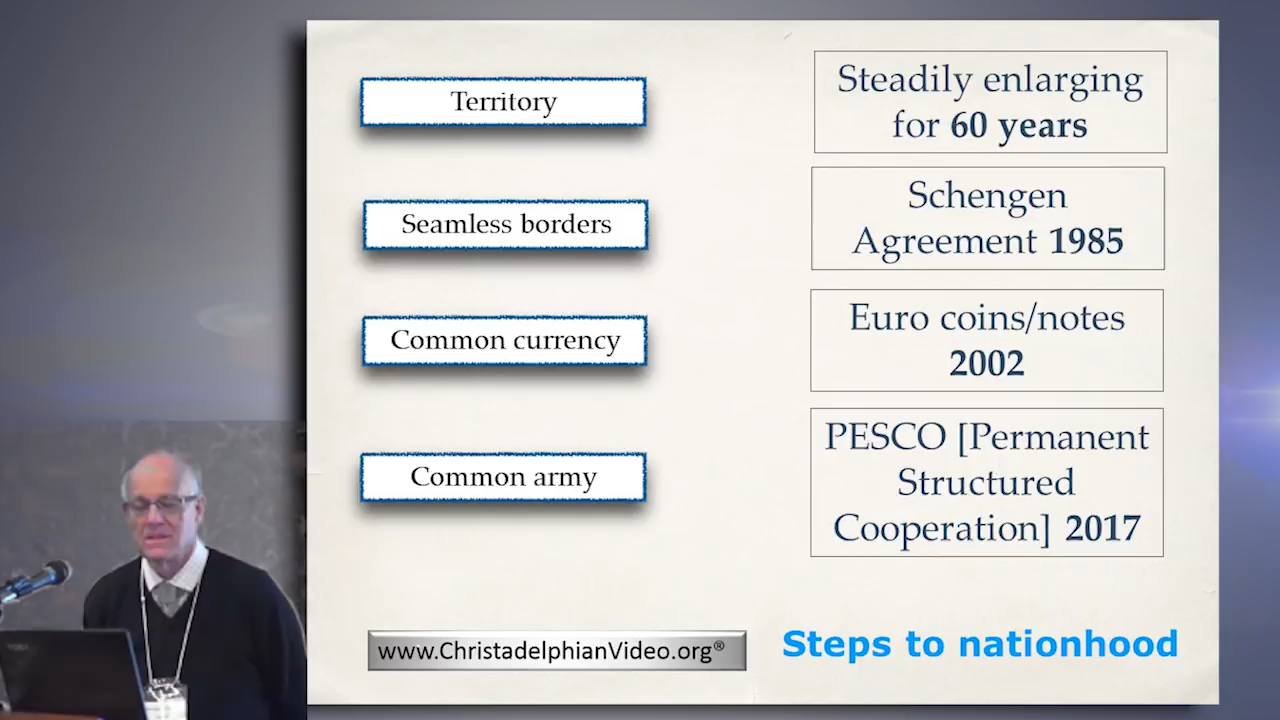 Territory
Steadily enlarging
for 60 years
Seamless borders
Schengen
Agreement 1985
Common currency
Euro coins/notes
2002
Common army
PESCO [Permanent
Structured
Cooperation] 2017
www.ChristadelphianVideo.org®
Steps to nationhood